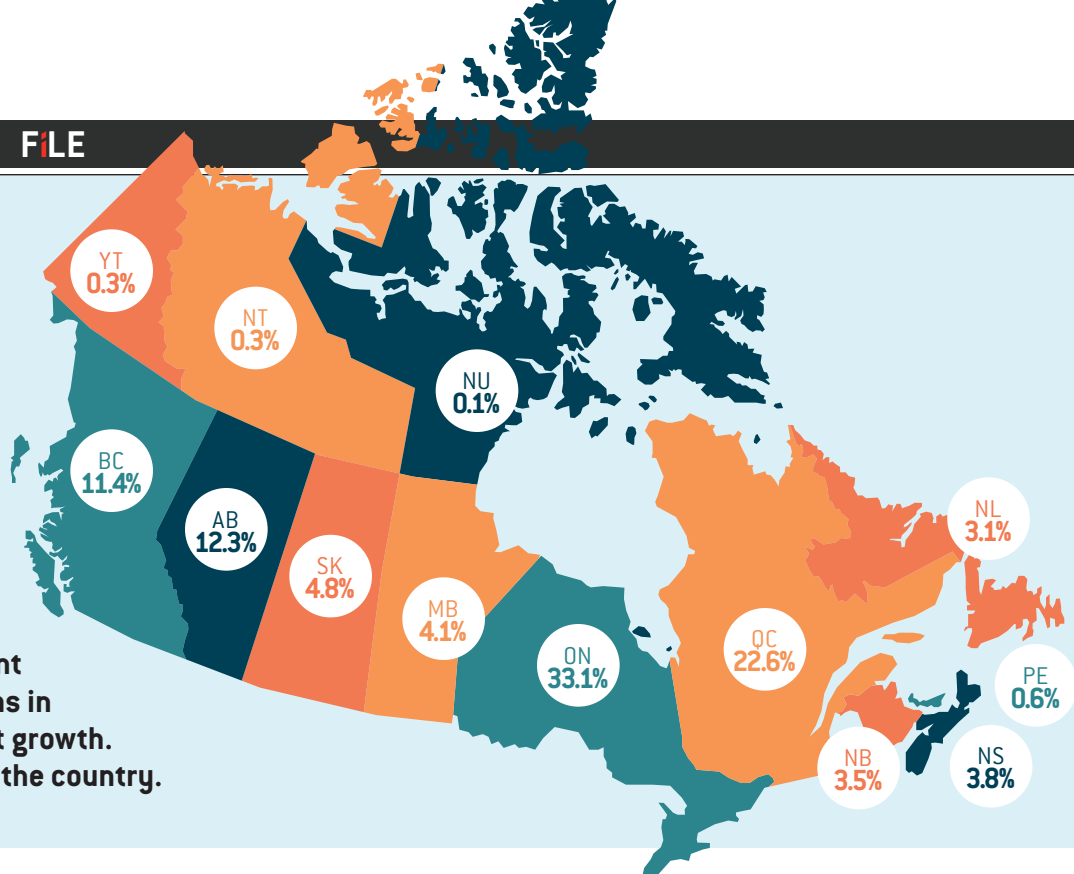 FiLE
YT
0.3%
NT
0.3%
NU
0.1%
BC
11.4%
AB
12.3%
SK
4.8%
MB
4.1%
ON
33.1%
QC
22.6%
NL
3.1%
PE
0.6%
NB
3.5%
NS
3.8%
in
growth.
the country.